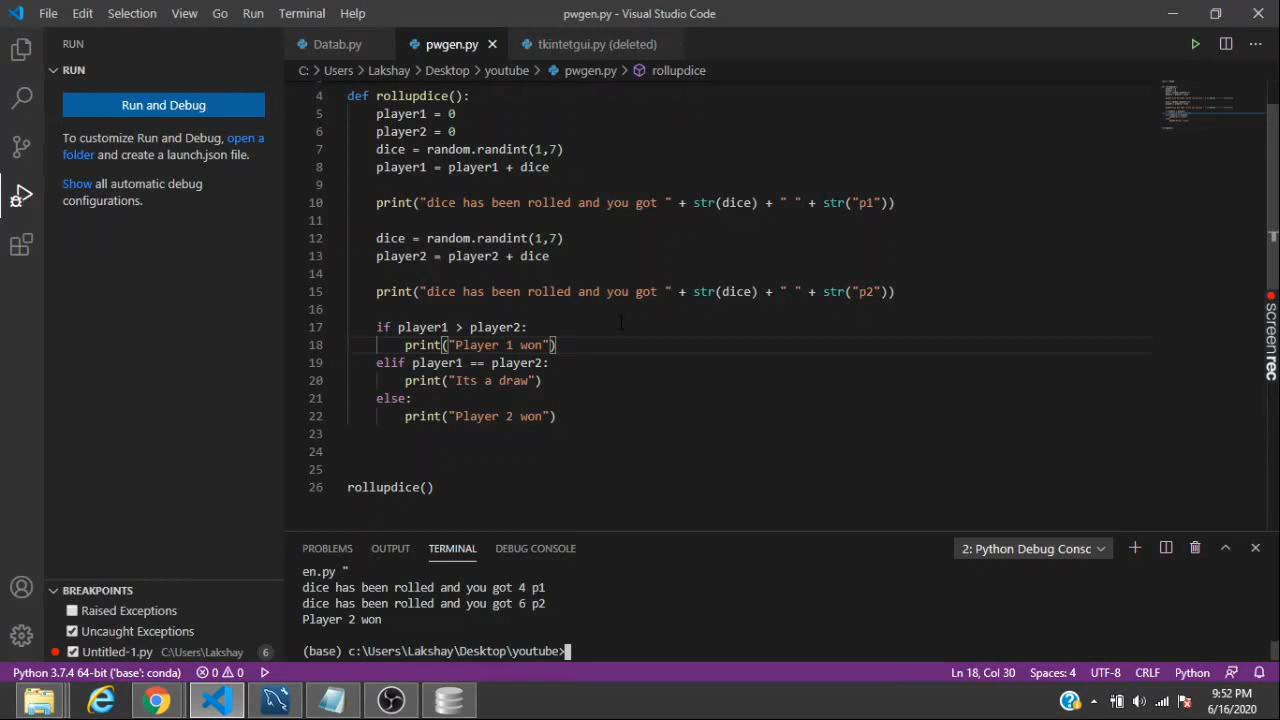 File Edit Selection View Go Run Terminal Help pwgen.py - Visual Studio Code
RUN
Datab.py pwgen.py tkintetgui.py (deleted)
RUN
C: > Users > Lakshay > Desktop > youtube > pwgen.py > rollupdice
Run and Debug
To customize Run and Debug, open a
folder and create a launch.json file.
Show all automatic debug
configurations.
4 def rollupdice():
5 player1 = 0
6 player2 = 0
7 dice = random.randint(1,7)
8 player1 = player1 + dice
9
10 print("dice has been rolled and you got " + str(dice) + " " + str("p1"))
11
12 dice = random.randint(1,7)
13 player2 = player2 + dice
14
15 print("dice has been rolled and you got " + str(dice) + " " + str("p2"))
16
17 if player1 > player2:
18 print("Player 1 won")
19 elif player1 == player2:
20 print("Its a draw")
21 else:
22 print("Player 2 won")
23
24
25
26 rollupdice()
screenrec
PROBLEMS OUTPUT TERMINAL DEBUG CONSOLE 2: Python Debug Consc
en.py "
dice has been rolled and you got 4 p1
dice has been rolled and you got 6 p2
Player 2 won
(base) c:\Users\Lakshay\Desktop\youtube>
BREAKPOINTS
Raised Exceptions
Uncaught Exceptions
Untitled-1.py C:\Users\Lakshay 6
Python 3.7.4 64-bit ('base': conda) 0 0 Ln 18, Col 30 Spaces: 4 UTF-8 CRLF Python
9:52 PM
6/16/2020